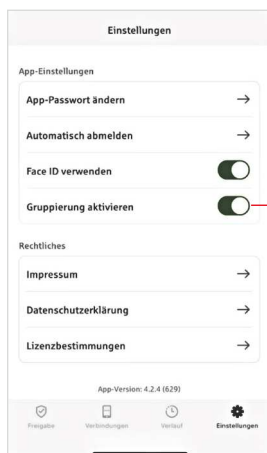 Einstellungen
App-Einstellungen
App-Passwort ändern
Automatisch abmelden
Face ID verwenden
Gruppierung aktivieren
Rechtliches
Impressum
Datenschutzerklärung
Lizenzbestimmungen
App-Version: 4.2.4 (629)
Freigabe Verbindungen Verlauf Einstellungen